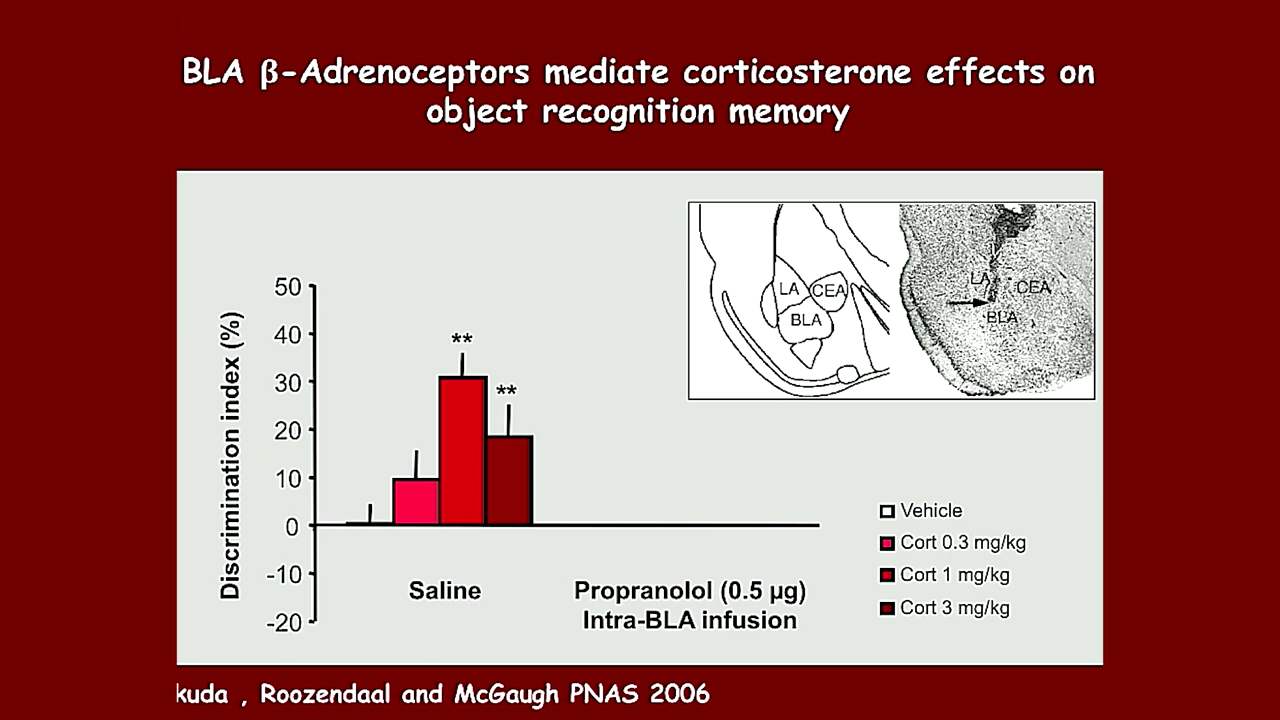 BLA β-Adrenoceptors mediate corticosterone effects on
object recognition memory
50
40
30
20
10
0
-10
-20
Discrimination index (%)
**
**
Saline
Propranolol (0.5 µg)
Intra-BLA infusion
LA
CEA
BLA
LA
CEA
BLA
Vehicle
Cort 0.3 mg/kg
Cort 1 mg/kg
Cort 3 mg/kg
kuda , Roozendaal and McGaugh PNAS 2006